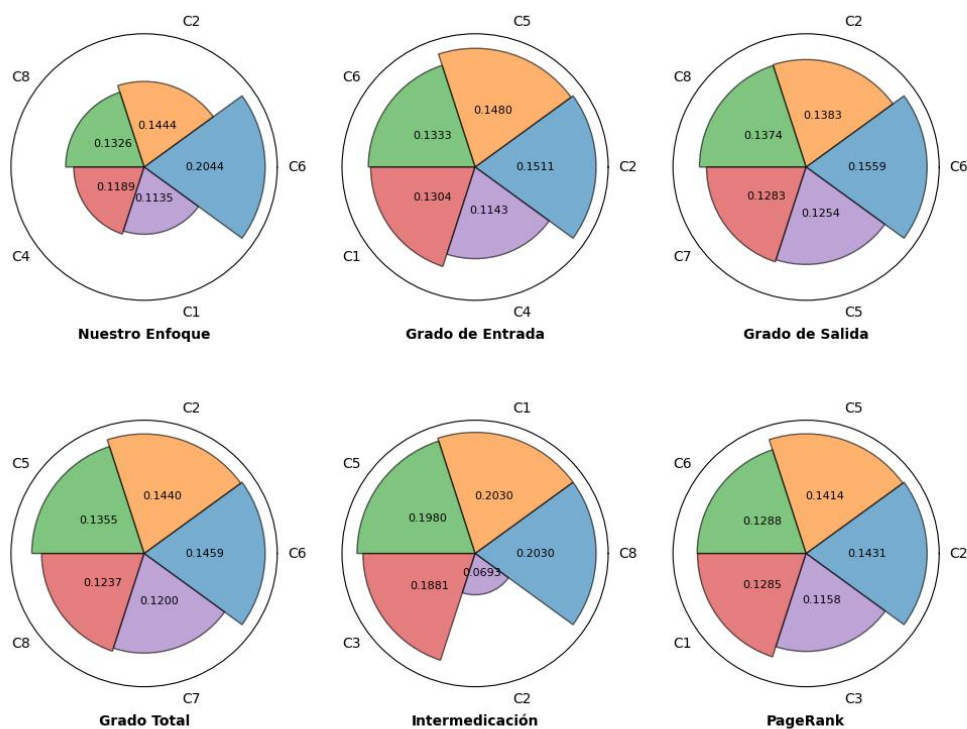 C2
C8
0.1444
0.1326
0.2044
C6
0.1189
0.1135
C4
C1
Nuestro Enfoque
C5
C6
0.1480
0.1333
0.1511
C2
0.1304
0.1143
C1
C4
Grado de Entrada
C2
C8
0.1383
0.1374
0.1559
C6
0.1283
0.1254
C7
C5
Grado de Salida
C2
C5
0.1440
0.1355
0.1459
C6
0.1237
0.1200
C8
C7
Grado Total
C1
C5
0.2030
0.1980
0.2030
C8
0.0693
0.1881
C3
C2
Intermedicación
C5
C6
0.1414
0.1288
0.1431
C2
0.1285
0.1158
C1
C3
PageRank